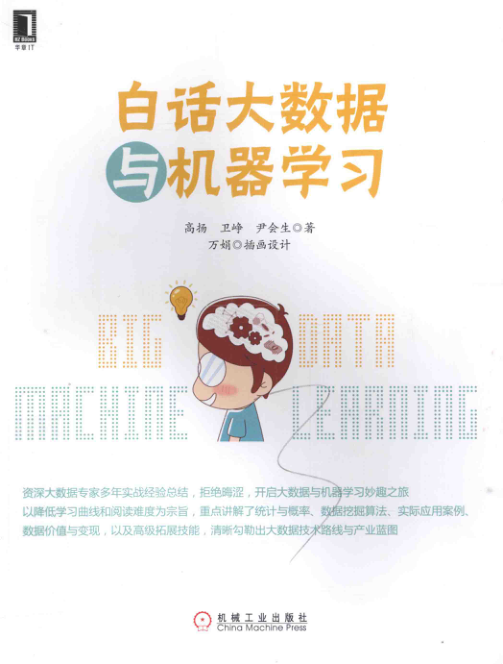 华章IT
白话大数据
与机器学习
高扬 卫峥 尹会生◎著
万娟◎插画设计
BIG DATA
MACHINE LEARNING
资深大数据专家多年实战经验总结，拒绝晦涩，开启大数据与机器学习妙趣之旅
以降低学习曲线和阅读难度为宗旨，重点讲解了统计与概率、数据挖掘算法、实际应用案例、
数据价值与变现，以及高级拓展技能，清晰勾勒出大数据技术路线与产业蓝图
机械工业出版社
China Machine Press